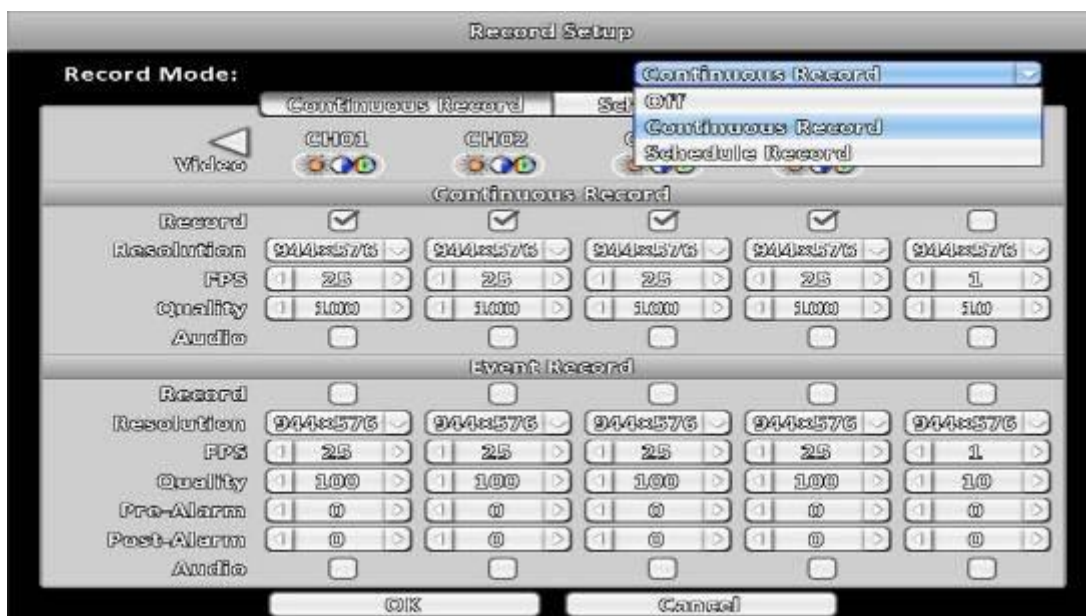 Record Setup
Record Mode: Continuous Record
Off
Continuous Record
Schedule Record
Continuous Record
CH01 CH02
Video
Continuous Record
Record
Resolution 944x576 944x576 944x576 944x576 944x576
FPS 25 25 25 25 1
Quality 100 100 100 100 10
Audio
Event Record
Record
Resolution 944x576 944x576 944x576 944x576 944x576
FPS 25 25 25 25 1
Quality 100 100 100 100 10
Pre-Alarm 0 0 0 0 0
Post-Alarm 0 0 0 0 0
Audio
OK Cancel